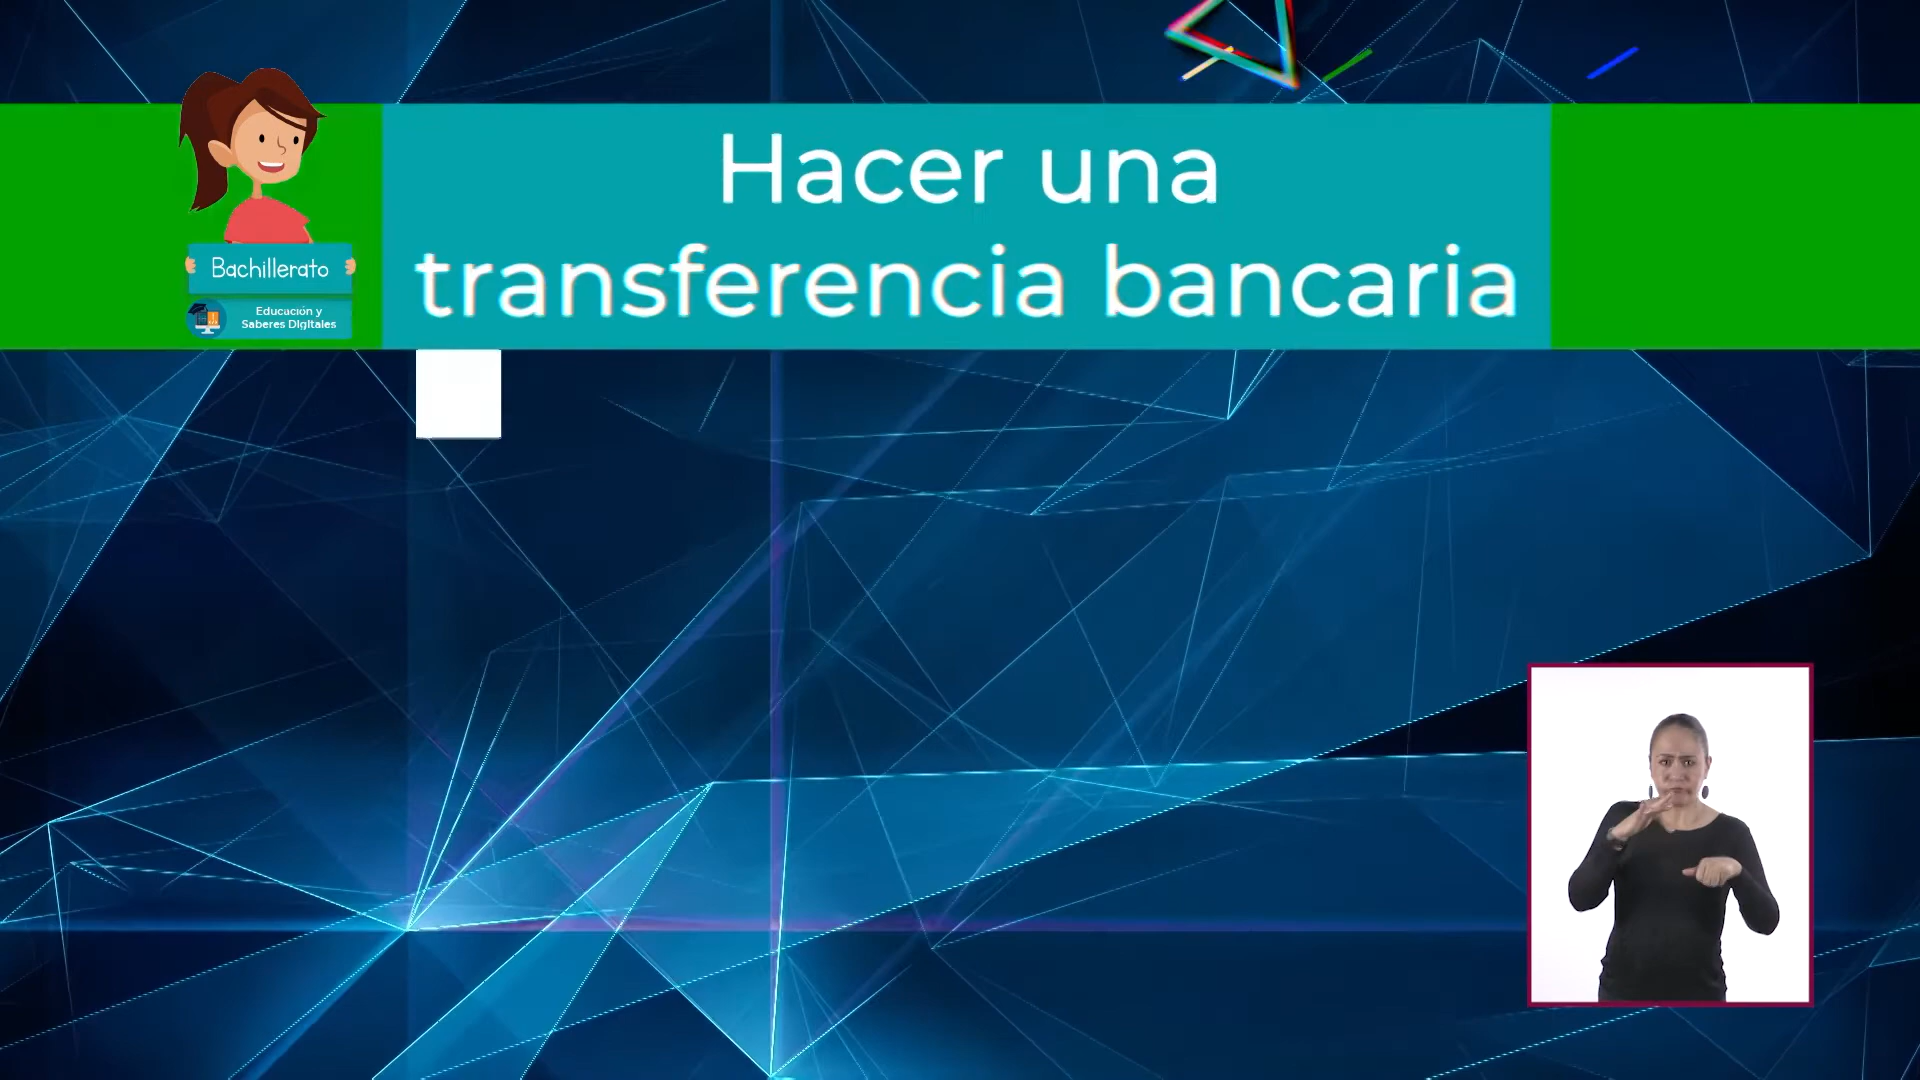 Hacer una
transferencia bancaria
Bachillerato
Educación y
Saberes Digitales